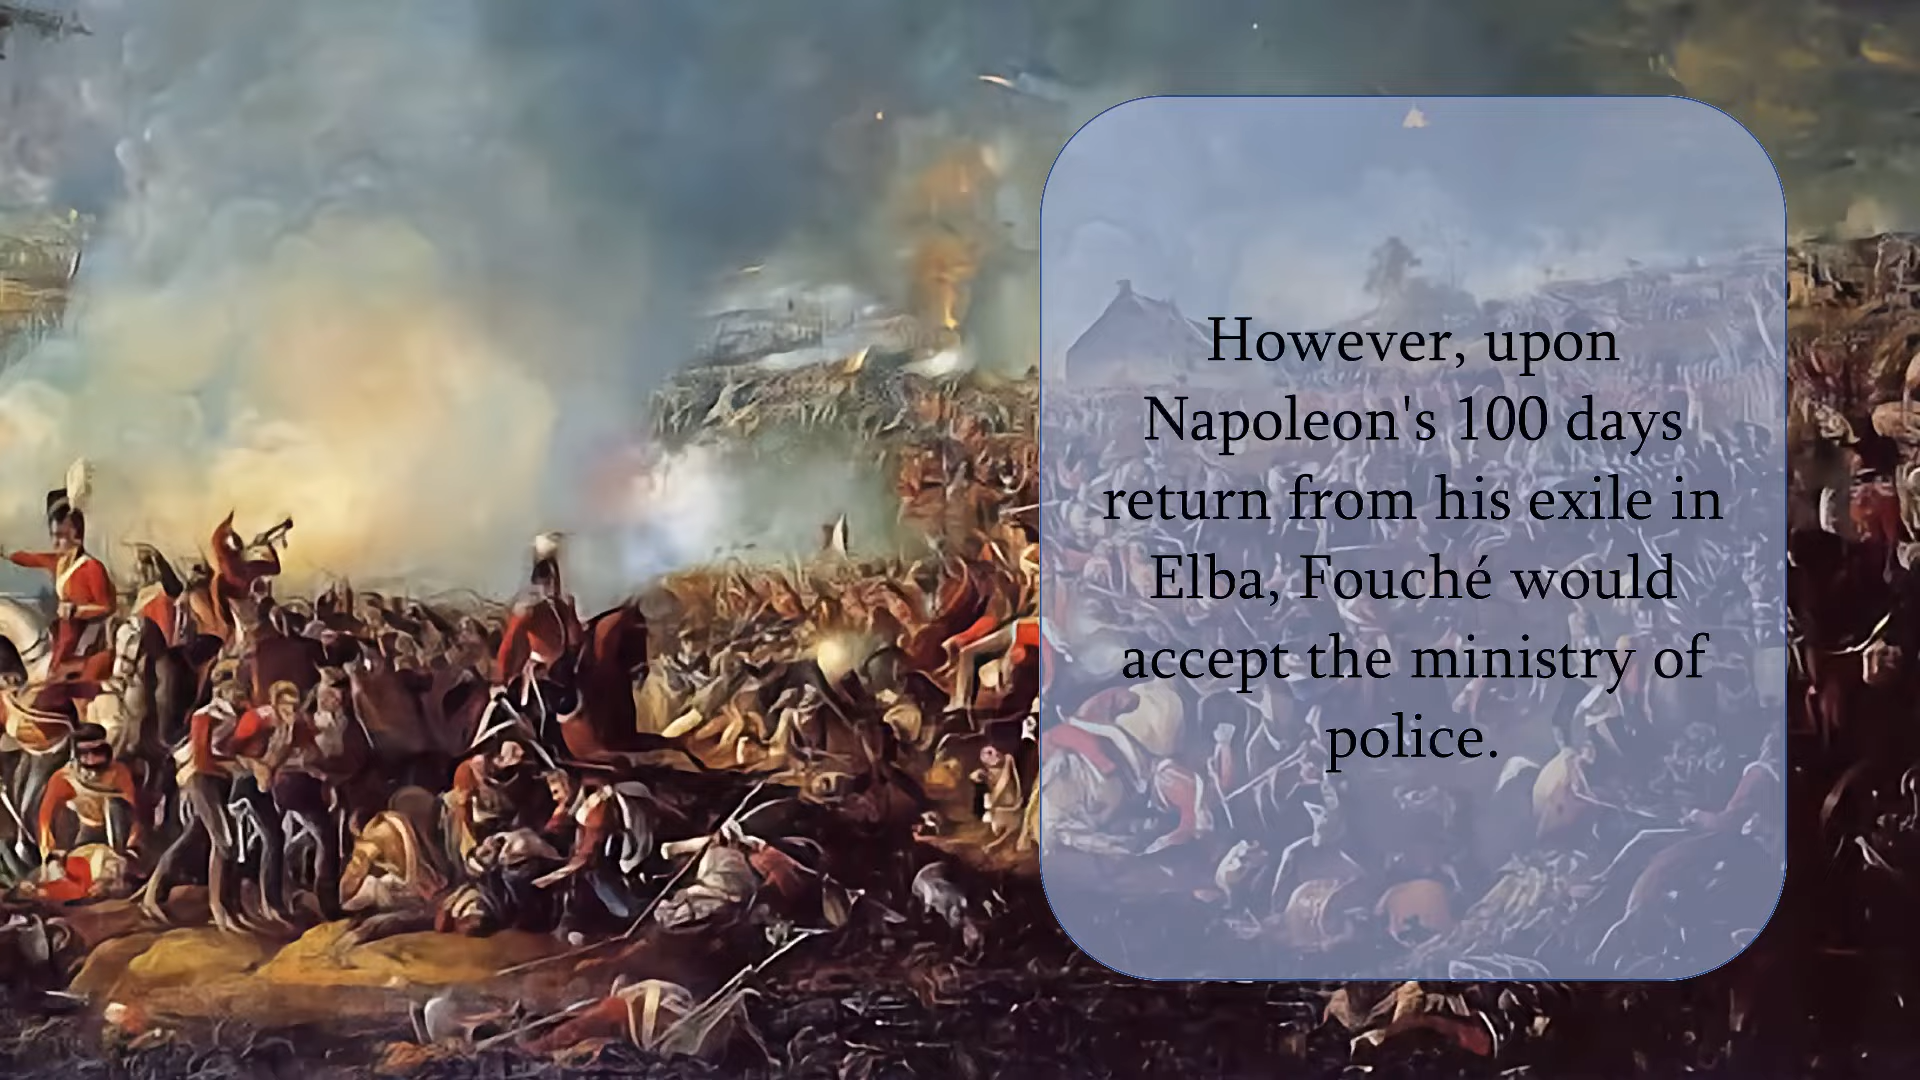 However, upon
Napoleon's 100 days
return from his exile in
Elba, Fouché would
accept the ministry of
police.